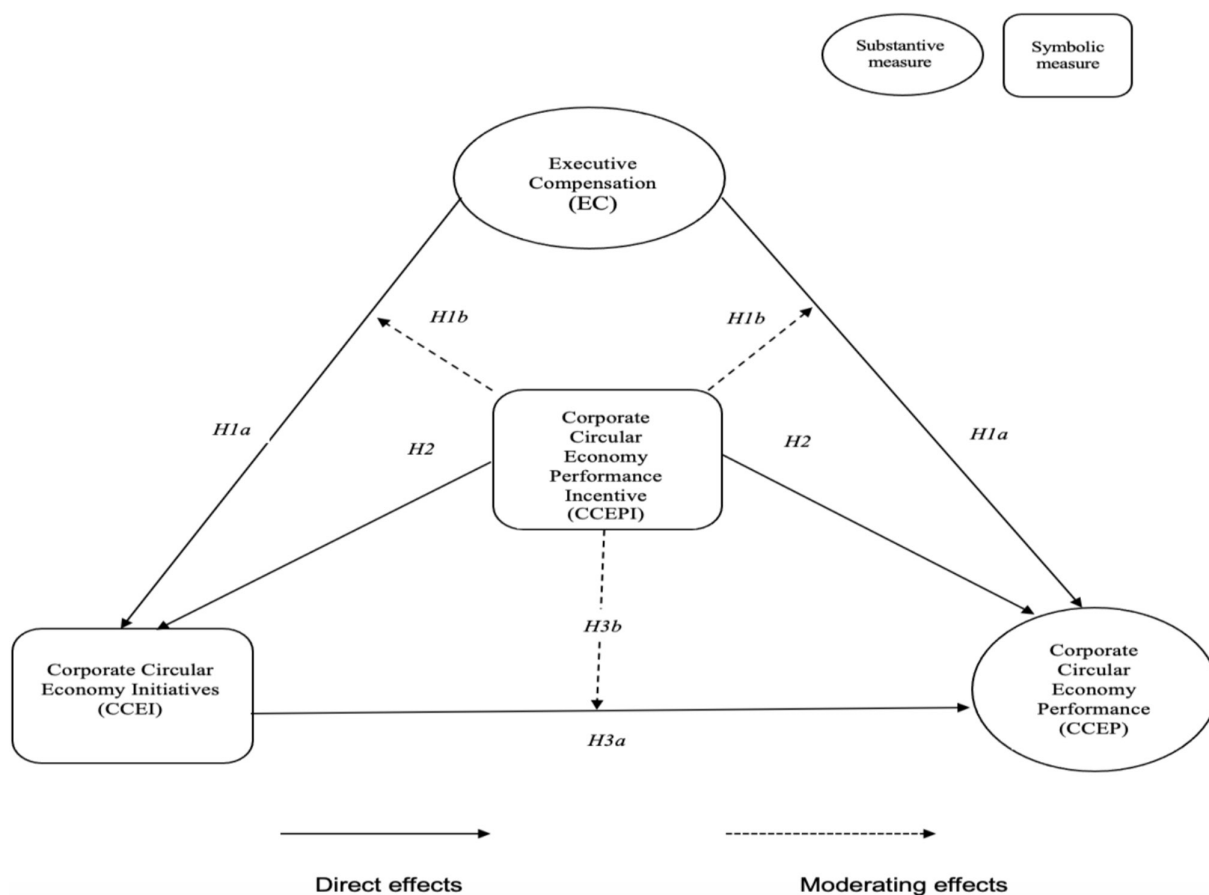 Substantive
measure
Symbolic
measure
Executive
Compensation
(EC)
H1b
H1b
H1a
H2
Corporate
Circular
Economy
Performance
Incentive
(CCEPI)
H2
H1a
H3b
Corporate Circular
Economy Initiatives
(CCEI)
Corporate
Circular
Economy
Performance
(CCEP)
H3a
Direct effects
Moderating effects